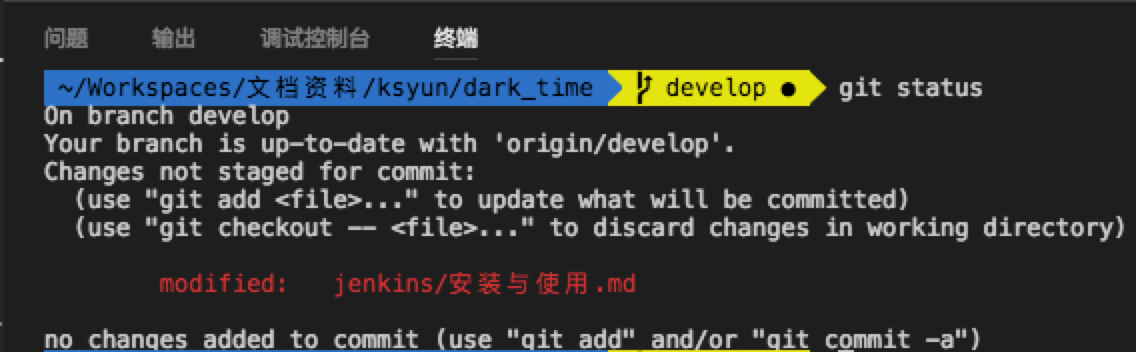 问题 输出 调试控制台 终端
~/Workspaces/文档资料/ksyun/dark_time develop ● git status
On branch develop
Your branch is up-to-date with 'origin/develop'.
Changes not staged for commit:
(use "git add <file>..." to update what will be committed)
(use "git checkout -- <file>..." to discard changes in working directory)
modified: jenkins/安装与使用.md
no changes added to commit (use "git add" and/or "git commit -a")